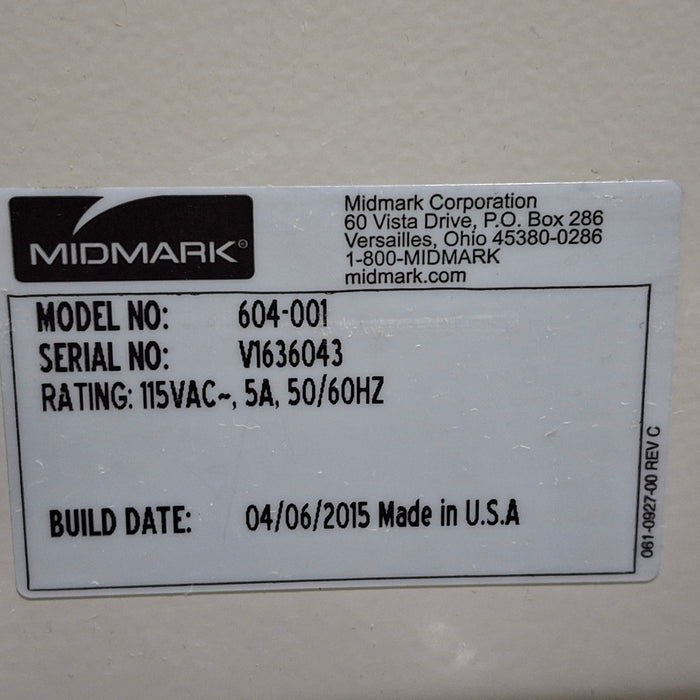 MIDMARK®
Midmark Corporation
60 Vista Drive, P.O. Box 286
Versailles, Ohio 45380-0286
1-800-MIDMARK
midmark.com
MODEL NO: 604-001
SERIAL NO: V1636043
RATING: 115VAC~, 5A, 50/60HZ
BUILD DATE: 04/06/2015 Made in U.S.A
061-0927-00 REV C